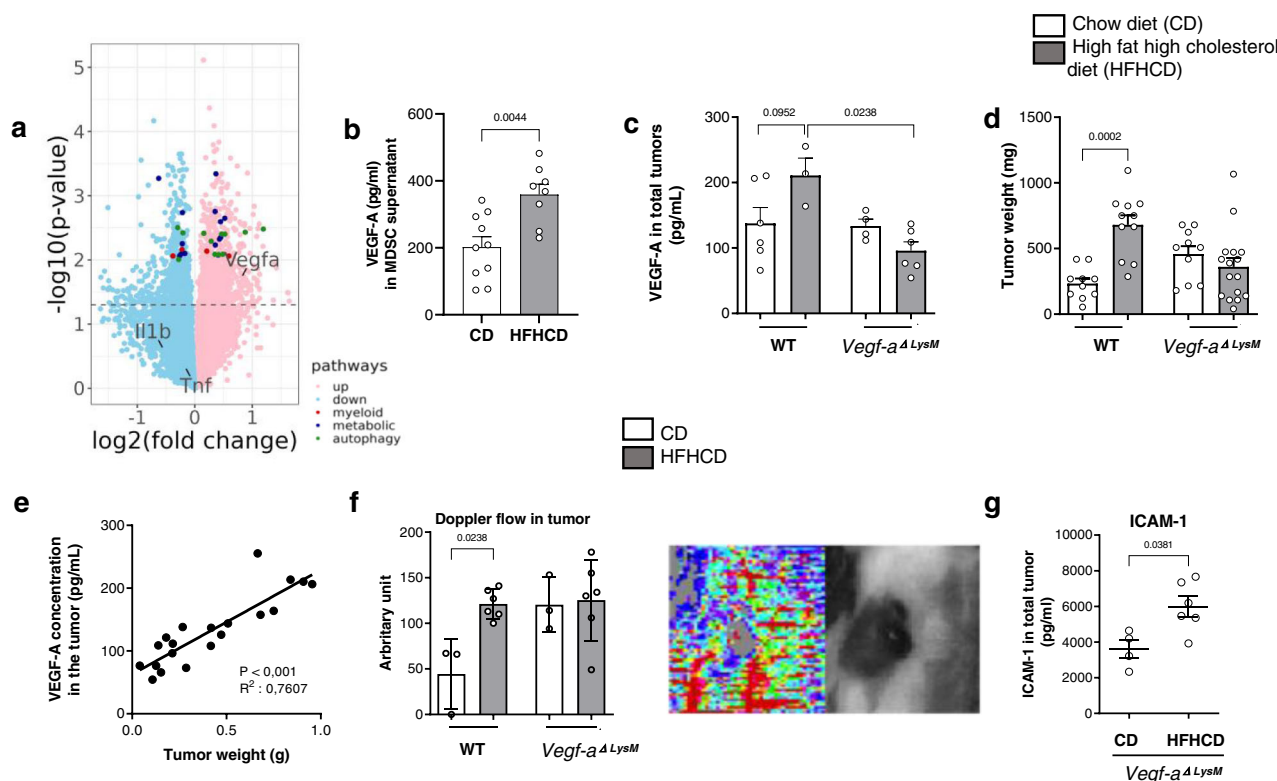 Chow diet (CD)
High fat high cholesterol
diet (HFHCD)
a
-log10(p-value)
5
4
3
2
1
0
Vegfa
Il1b
Tnf
-1
0
1
log2(fold change)
pathways
up
down
myeloid
metabolic
autophagy
b
VEGF-A (pg/ml)
in MDSC supernatant
600
400
200
0
0.0044
CD
HFHCD
c
VEGF-A in total tumors
(pg/mL)
300
200
100
0
0.0952
0.0238
WT
Vegf-a Δ LysM
d
Tumor weight (mg)
1500
1000
500
0
0.0002
WT
Vegf-a Δ LysM
CD
HFHCD
e
VEGF-A concentration
in the tumor (pg/mL)
300
200
100
0
0.0
0.5
1.0
P < 0,001
R2 : 0,7607
Tumor weight (g)
f
Doppler flow in tumor
Arbritary unit
200
150
100
50
0
0.0238
WT
Vegf-a Δ LysM
g
ICAM-1
ICAM-1 in total tumor
(pg/ml)
10000
8000
6000
4000
2000
0
0.0381
CD
HFHCD
Vegf-a Δ LysM